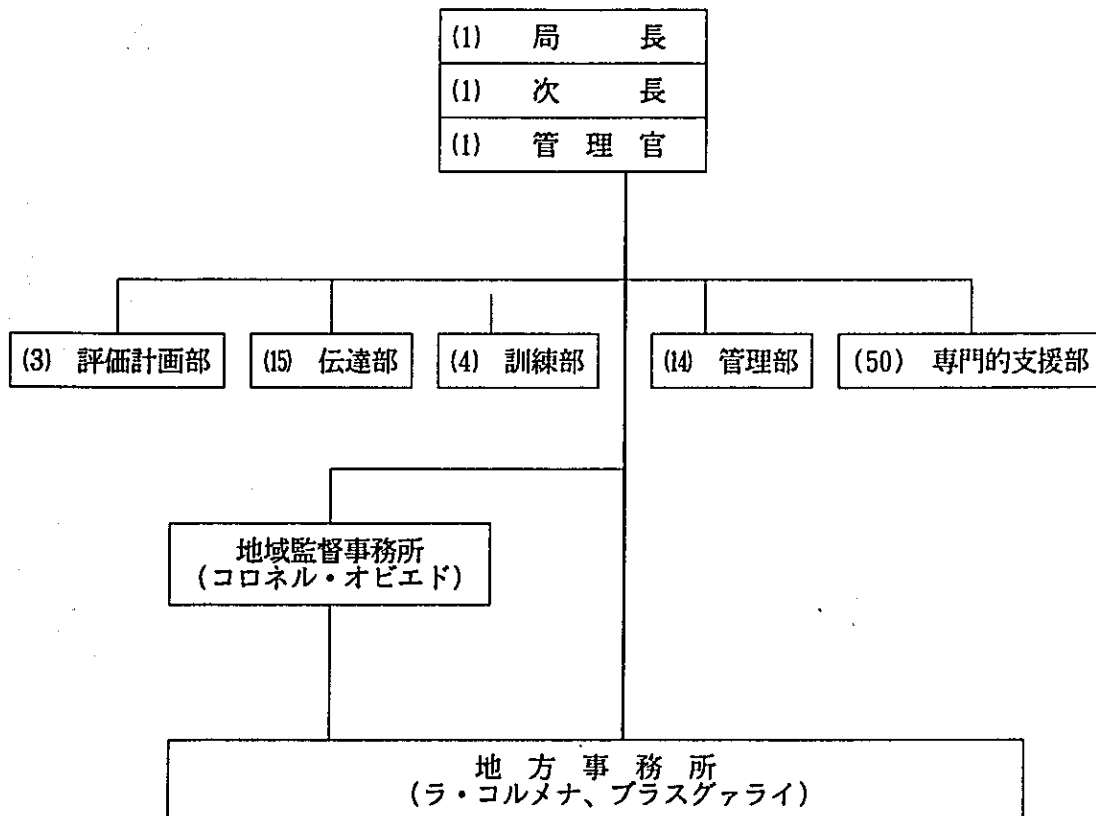 (1) 局長
(1) 次長
(1) 管理官
(3) 評価計画部
(15) 伝達部
(4) 訓練部
(14) 管理部
(50) 専門的支援部
地域監督事務所
(コロネル・オビエド)
地方事務所
(ラ・コルメナ、ブラスグァライ)